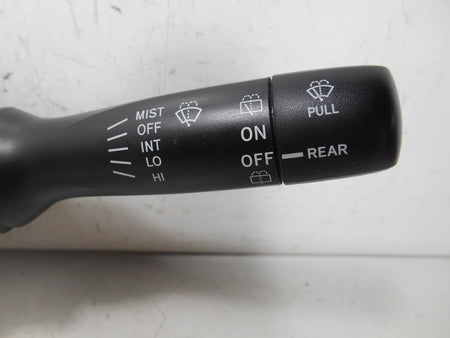 MIST
OFF
INT
LO
HI
ON
OFF
PULL
REAR